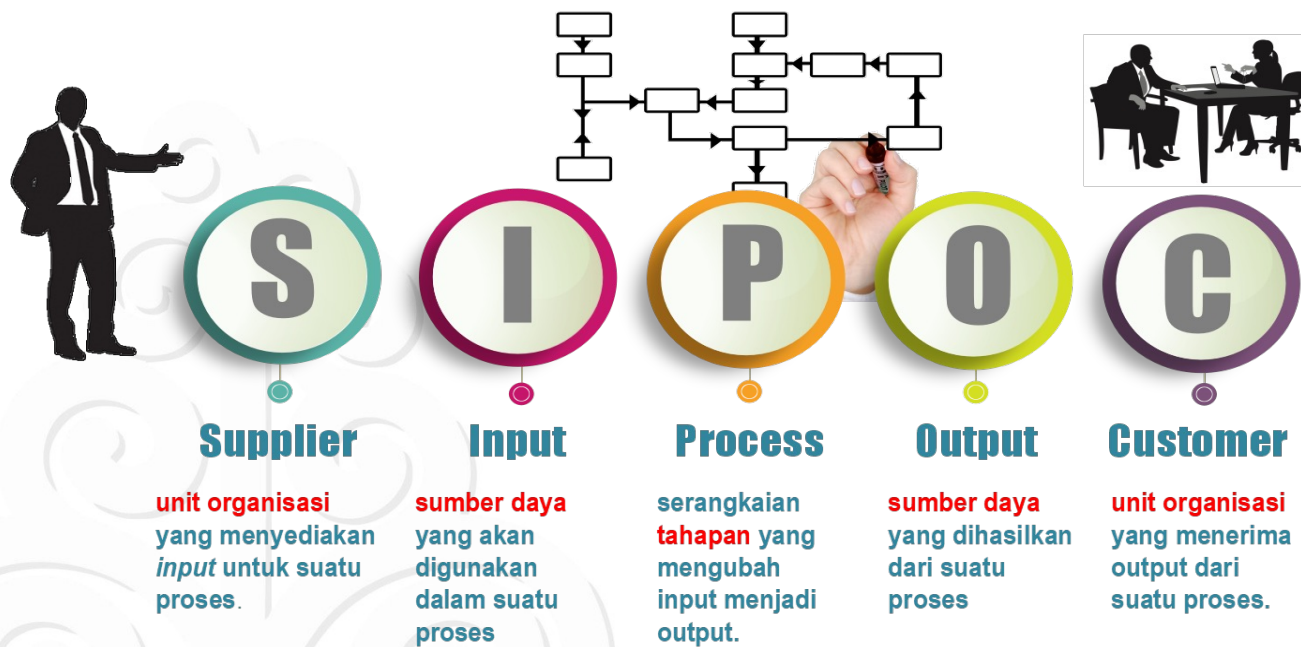 S I P O C
Supplier
unit organisasi
yang menyediakan
input untuk suatu
proses.
Input
sumber daya
yang akan
digunakan
dalam suatu
proses
Process
serangkaian
tahapan yang
mengubah
input menjadi
output.
Output
sumber daya
yang dihasilkan
dari suatu
proses
Customer
unit organisasi
yang menerima
output dari
suatu proses.